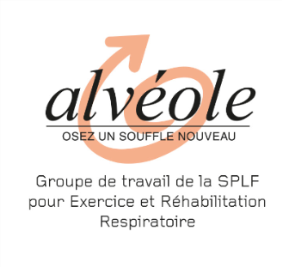 alvéole
OSEZ UN SOUFFLE NOUVEAU
Groupe de travail de la SPLF
pour Exercice et Réhabilitation
Respiratoire